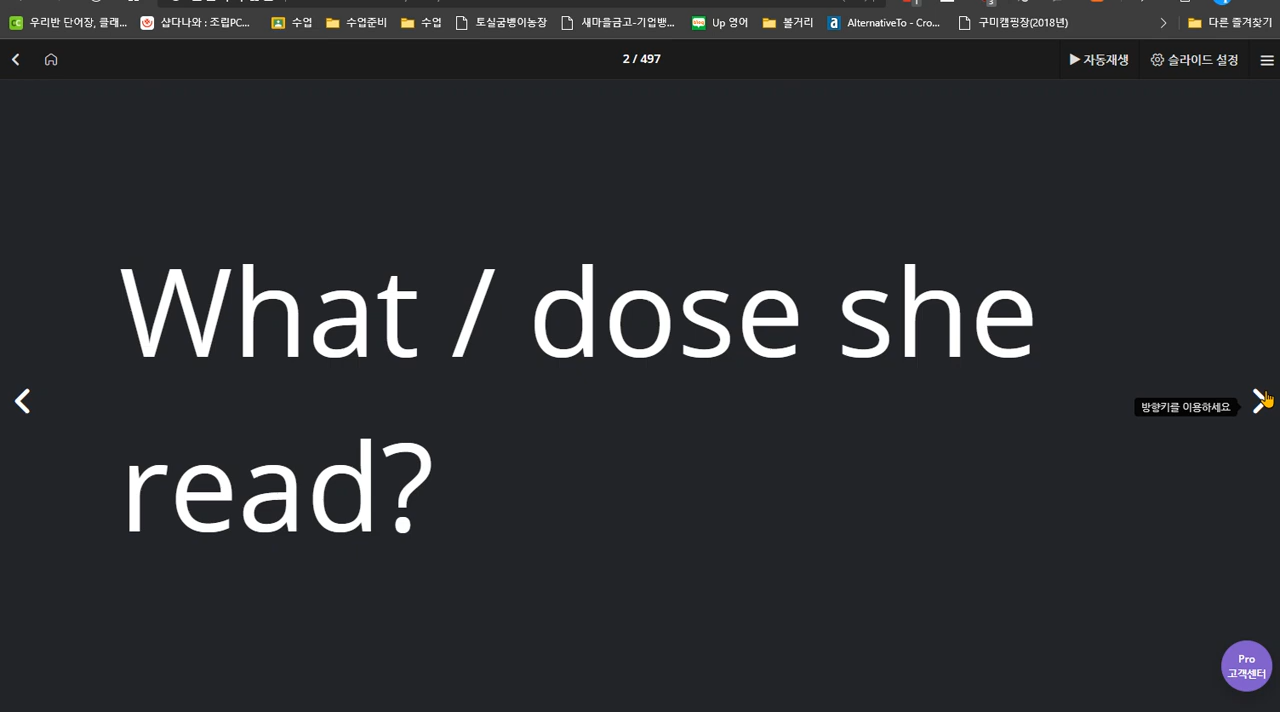 우리반 단어장, 클래... 샵다나와 : 조립PC... 수업 수업준비 수업 토실굼벵이농장 새마을금고-기업뱅... Up 영어 볼거리 AlternativeTo - Cro... 구미캠핑장(2018년) 다른 즐겨찾기
2 / 497 자동재생 슬라이드 설정
What / dose she
read?
방향키를 이용하세요
Pro
고객센터